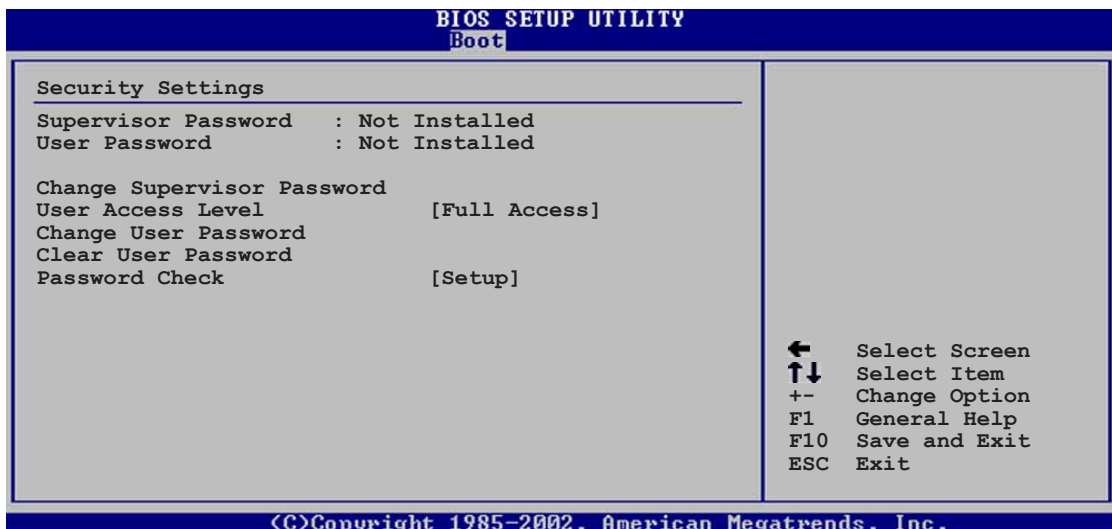 BIOS SETUP UTILITY
Boot
Security Settings
Supervisor Password : Not Installed
User Password : Not Installed
Change Supervisor Password
User Access Level [Full Access]
Change User Password
Clear User Password
Password Check [Setup]
← Select Screen
↑↓ Select Item
+- Change Option
F1 General Help
F10 Save and Exit
ESC Exit
(C)Copyright 1985-2002, American Megatrends, Inc.